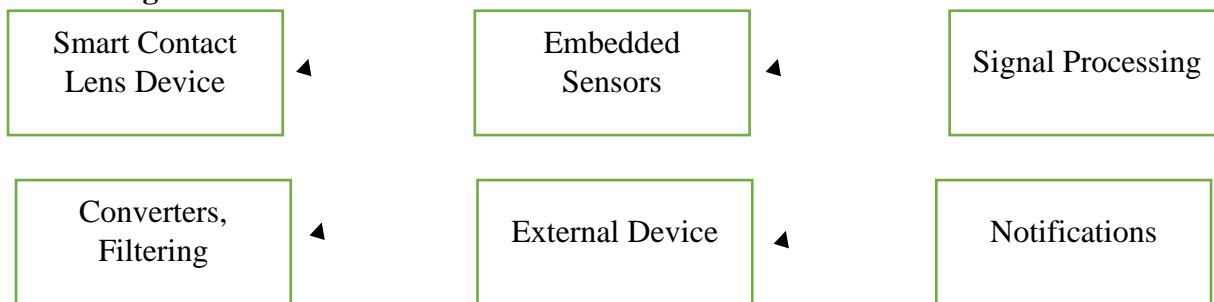 Smart Contact
Lens Device
Embedded
Sensors
Signal Processing
Converters,
Filtering
External Device
Notifications